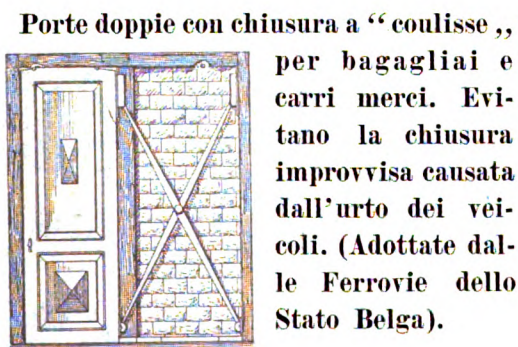 Porte doppie con chiusura a “ coulisse „
per bagagliai e
carri merci. Evi-
tano la chiusura
improvvisa causata
dall’urto dei vei-
coli. (Adottate dal-
le Ferrovie dello
Stato Belga).